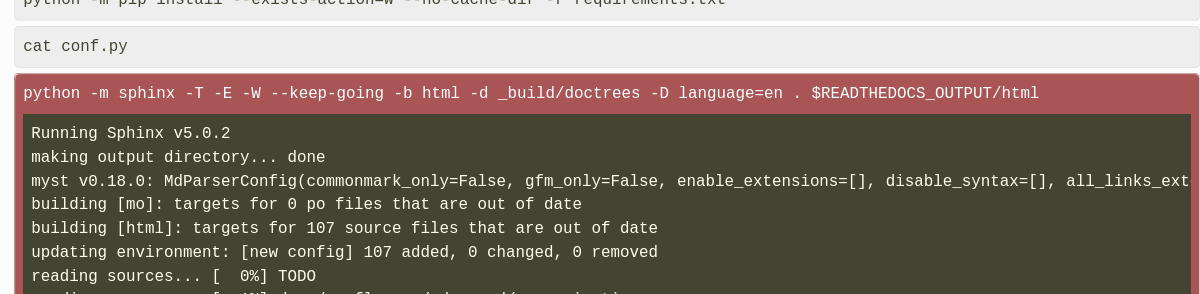 python -m pip install --exists-action=w --no-cache-dir -r requirements.txt
cat conf.py
python -m sphinx -T -E -W --keep-going -b html -d _build/doctrees -D language=en . $READTHEDOCS_OUTPUT/html
Running Sphinx v5.0.2
making output directory... done
myst v0.18.0: MdParserConfig(commonmark_only=False, gfm_only=False, enable_extensions=[], disable_syntax=[], all_links_ext
building [mo]: targets for 0 po files that are out of date
building [html]: targets for 107 source files that are out of date
updating environment: [new config] 107 added, 0 changed, 0 removed
reading sources... [  0%] TODO